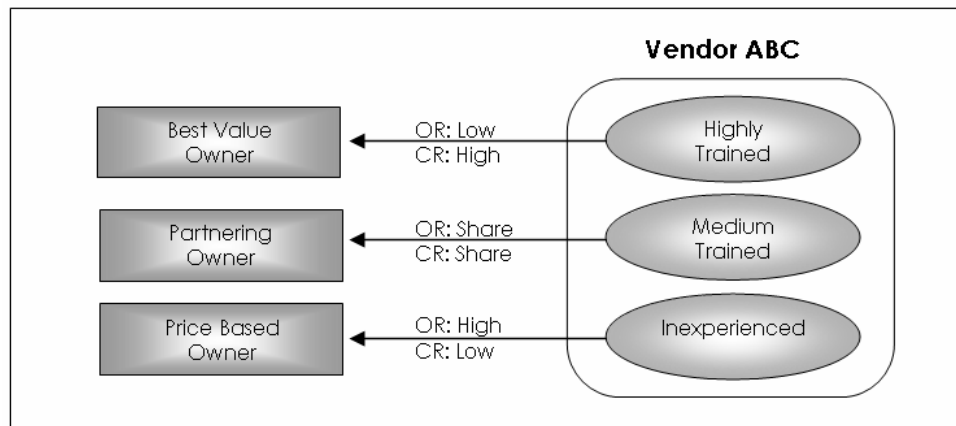 Vendor ABC
Best Value
Owner
OR: Low
CR: High
Highly
Trained
Partnering
Owner
OR: Share
CR: Share
Medium
Trained
Price Based
Owner
OR: High
CR: Low
Inexperienced